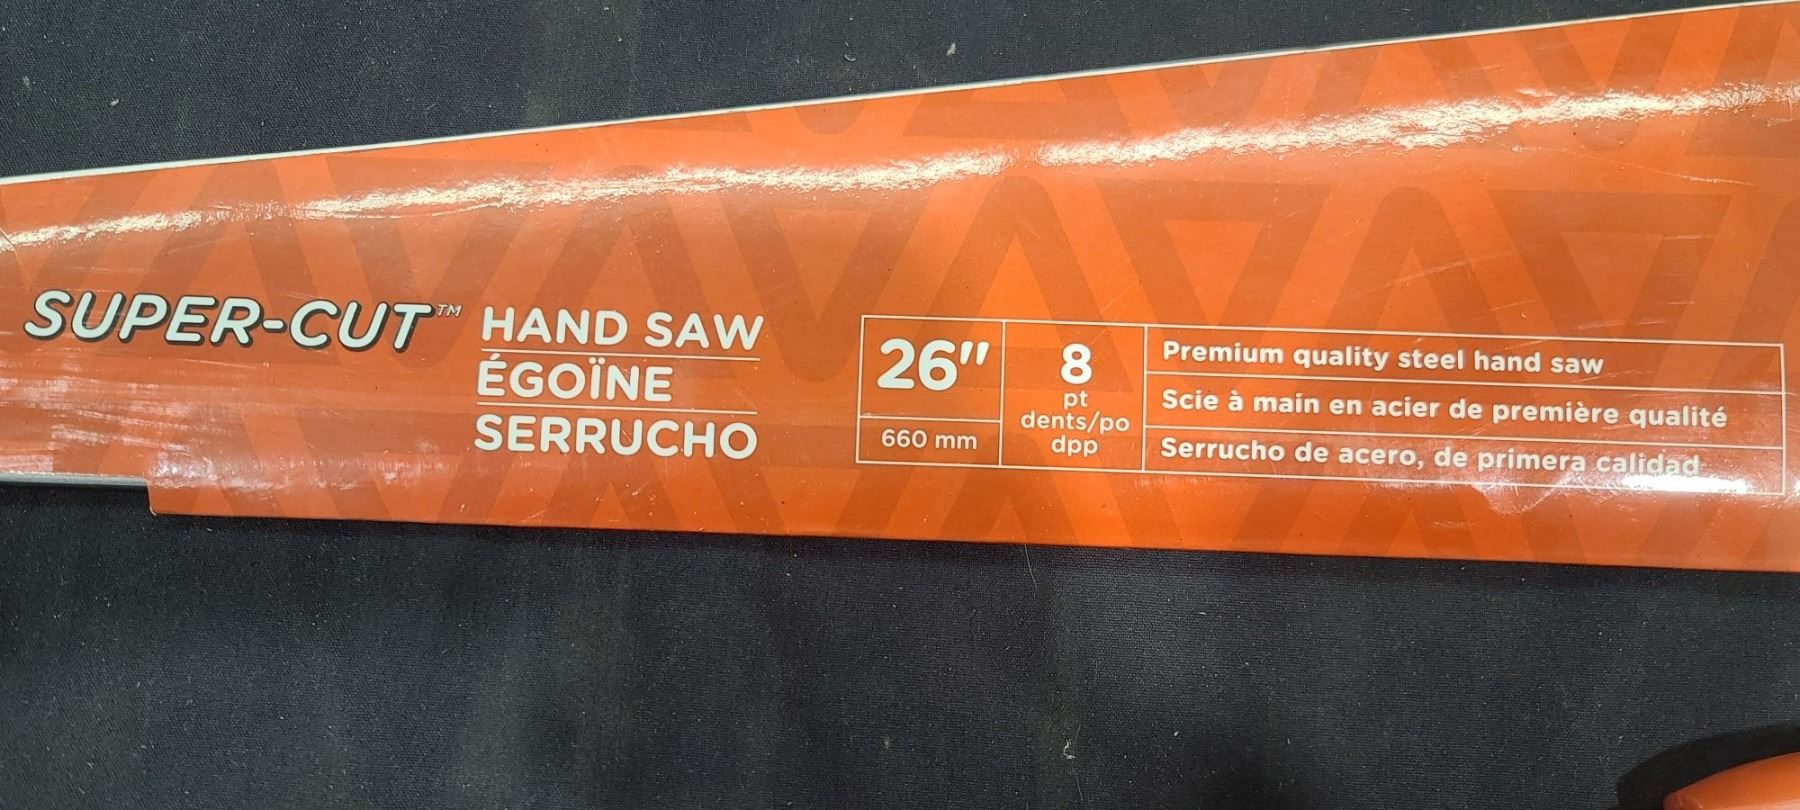 SUPER-CUT™
HAND SAW
ÉGOÏNE
SERRUCHO
26"
660 mm
8
pt
dents/po
dpp
Premium quality steel hand saw
Scie à main en acier de première qualité
Serrucho de acero, de primera calidad